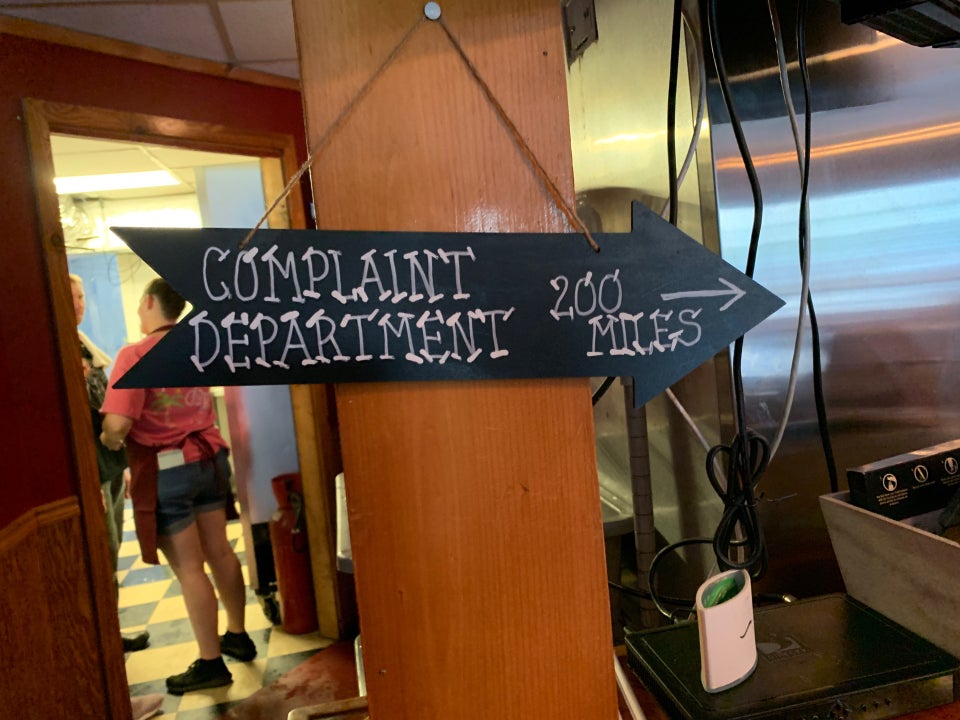 COMPLAINT
DEPARTMENT
200
MILES